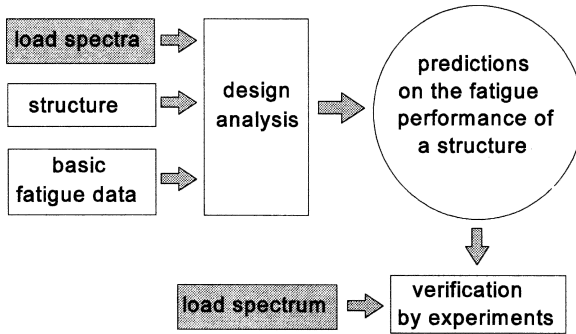 load spectra
structure
basic
fatigue data
design
analysis
predictions
on the fatigue
performance of
a structure
load spectrum
verification
by experiments